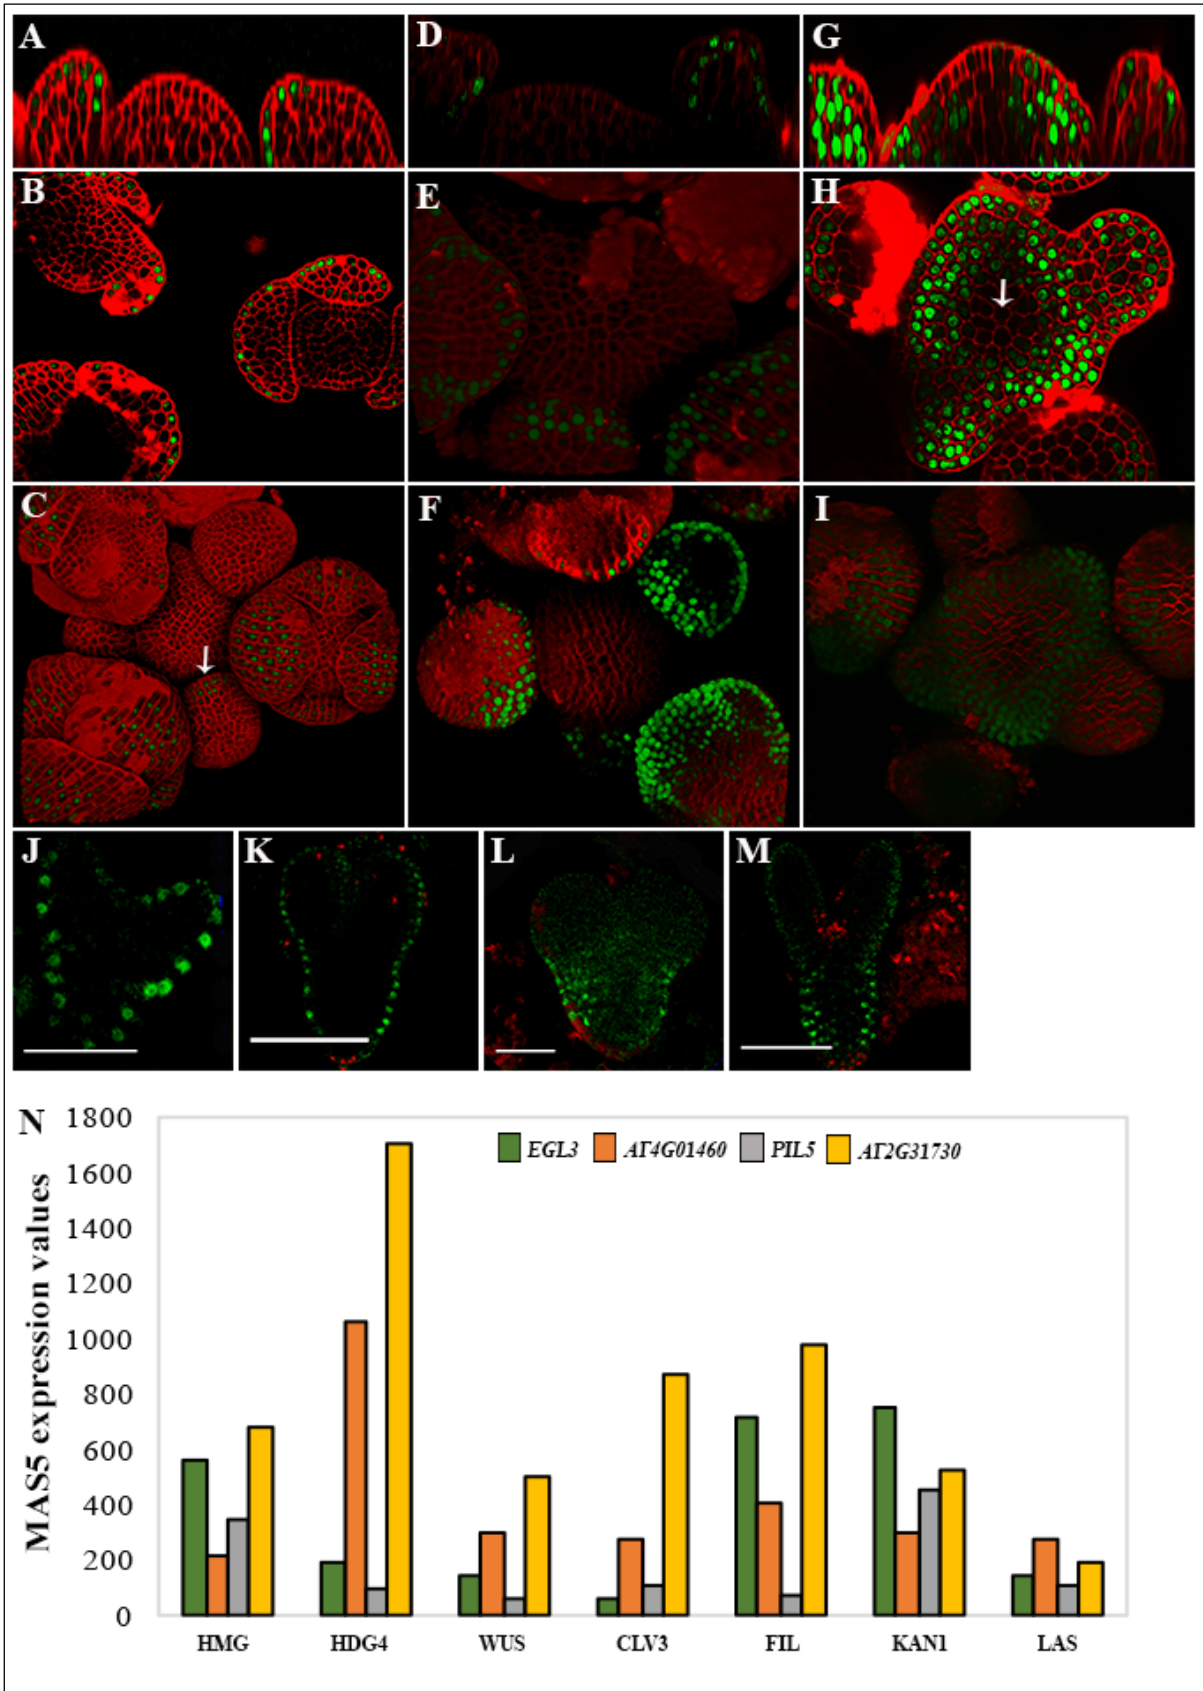 A
D
G
B
E
H
C
F
I
J
K
L
M
N
MAS5 expression values
1800
1600
1400
1200
1000
800
600
400
200
0
EGL3 AT4G01460 PIL5 AT2G31730
HMG HDG4 WUS CLV3 FIL KAN1 LAS